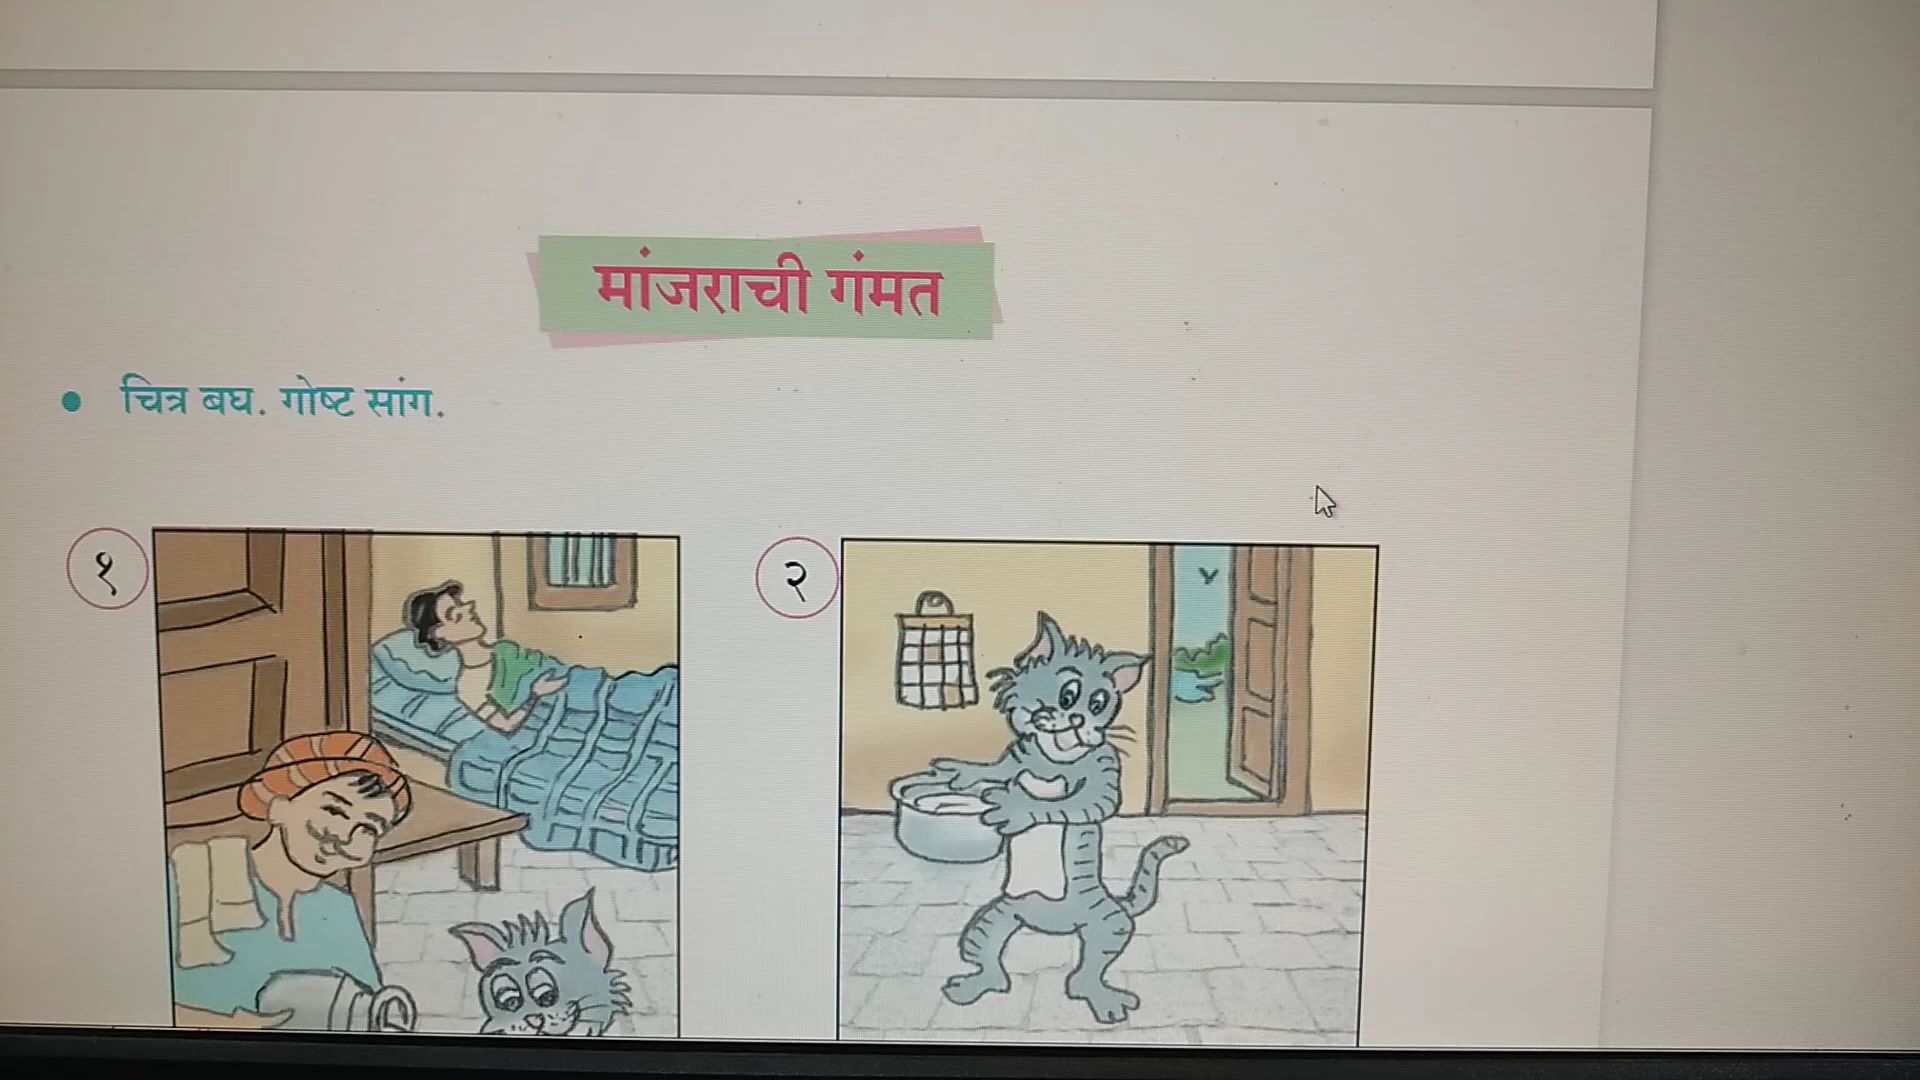 मांजराची गंमत
• चित्र बघ. गोष्ट सांग.
१
२